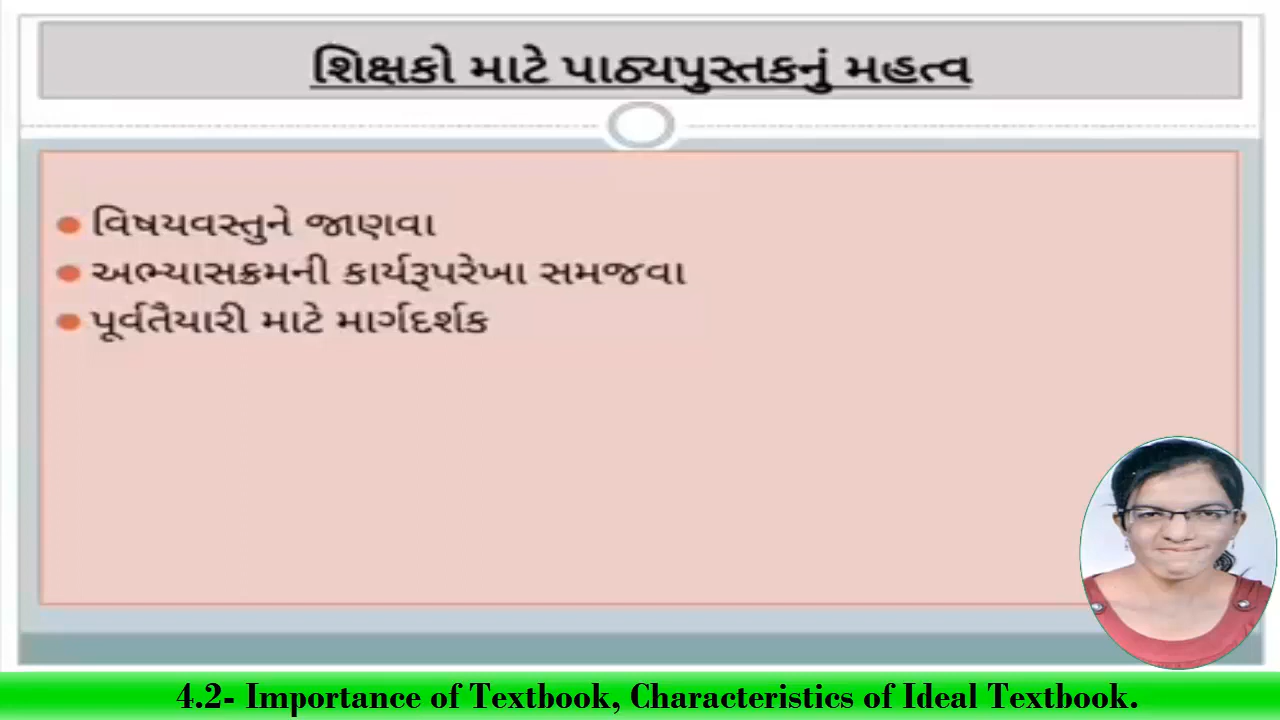 શિક્ષકો માટે પાઠ્યપુસ્તકનું મહત્વ
વિષયવસ્તુને જાણવા
અભ્યાસક્રમની કાર્યરૂપરેખા સમજવા
પૂર્વતૈયારી માટે માર્ગદર્શક
4.2- Importance of Textbook, Characteristics of Ideal Textbook.